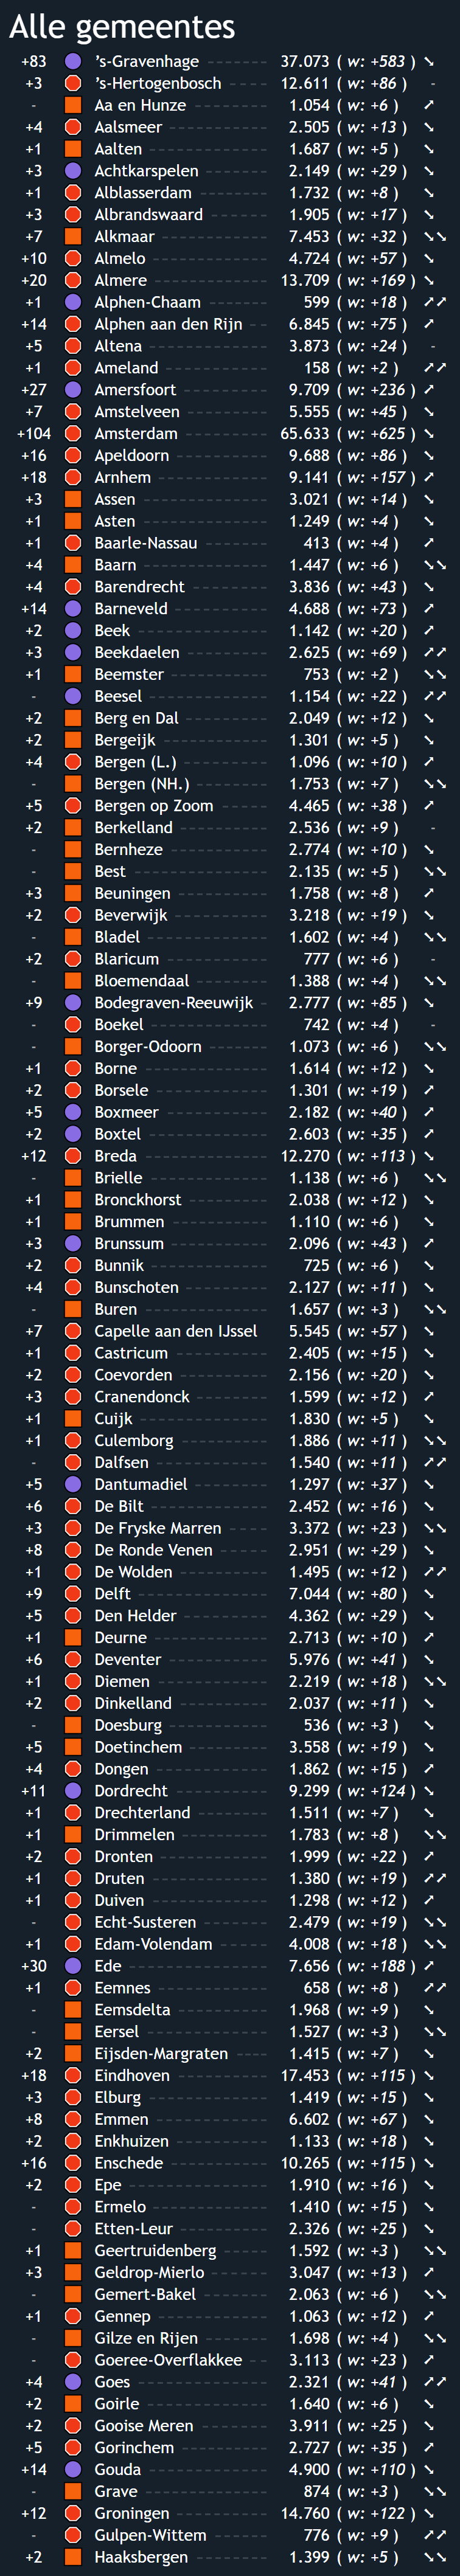 Alle gemeentes
+83 's-Gravenhage 37.073 ( w: +583 ) ➘
+3 's-Hertogenbosch 12.611 ( w: +86 ) -
- Aa en Hunze 1.054 ( w: +6 ) ➚
+4 Aalsmeer 2.505 ( w: +13 ) ➘
+1 Aalten 1.687 ( w: +5 ) ➘
+3 Achtkarspelen 2.149 ( w: +29 ) ➘
+1 Alblasserdam 1.732 ( w: +8 ) ➘
+3 Albrandswaard 1.905 ( w: +17 ) ➘
+7 Alkmaar 7.453 ( w: +32 ) ➘➘
+10 Almelo 4.724 ( w: +57 ) ➘
+20 Almere 13.709 ( w: +169 ) ➘
+1 Alphen-Chaam 599 ( w: +18 ) ➚➚
+14 Alphen aan den Rijn 6.845 ( w: +75 ) ➚
+5 Altena 3.873 ( w: +24 ) -
+1 Ameland 158 ( w: +2 ) ➚➚
+27 Amersfoort 9.709 ( w: +236 ) ➚
+7 Amstelveen 5.555 ( w: +45 ) ➘
+104 Amsterdam 65.633 ( w: +625 ) ➘
+16 Apeldoorn 9.688 ( w: +86 ) ➘
+18 Arnhem 9.141 ( w: +157 ) ➚
+3 Assen 3.021 ( w: +14 ) ➘
+1 Asten 1.249 ( w: +4 ) ➘
+1 Baarle-Nassau 413 ( w: +4 ) ➚
+4 Baarn 1.447 ( w: +6 ) ➘➘
+4 Barendrecht 3.836 ( w: +43 ) ➘
+14 Barneveld 4.688 ( w: +73 ) ➚
+2 Beek 1.142 ( w: +20 ) ➚
+3 Beekdaelen 2.625 ( w: +69 ) ➚➚
+1 Beemster 753 ( w: +2 ) ➘➘
- Beesel 1.154 ( w: +22 ) ➚➚
+2 Berg en Dal 2.049 ( w: +12 ) ➘
+2 Bergeijk 1.301 ( w: +5 ) ➘
+4 Bergen (L.) 1.096 ( w: +10 ) ➚
- Bergen (NH.) 1.753 ( w: +7 ) ➘➘
+5 Bergen op Zoom 4.465 ( w: +38 ) ➚
+2 Berkelland 2.536 ( w: +9 ) -
- Bernheze 2.774 ( w: +10 ) ➘
- Best 2.135 ( w: +5 ) ➘➘
+3 Beuningen 1.758 ( w: +8 ) ➚
+2 Beverwijk 3.218 ( w: +19 ) ➘
- Bladel 1.602 ( w: +4 ) ➘➘
+2 Blaricum 777 ( w: +6 ) -
- Bloemendaal 1.388 ( w: +4 ) ➘➘
+9 Bodegraven-Reeuwijk 2.777 ( w: +85 ) ➘
- Boekel 742 ( w: +4 ) -
- Borger-Odoorn 1.073 ( w: +6 ) ➘➘
+1 Borne 1.614 ( w: +12 ) ➘
+2 Borsele 1.301 ( w: +19 ) ➚
+5 Boxmeer 2.182 ( w: +40 ) ➚
+2 Boxtel 2.603 ( w: +35 ) ➚
+12 Breda 12.270 ( w: +113 ) ➘
- Brielle 1.138 ( w: +6 ) ➘➘
+1 Bronckhorst 2.038 ( w: +12 ) ➘
+1 Brummen 1.110 ( w: +6 ) ➘
+3 Brunssum 2.096 ( w: +43 ) ➚
+2 Bunnik 725 ( w: +6 ) ➘
+4 Bunschoten 2.127 ( w: +11 ) ➘
- Buren 1.657 ( w: +3 ) ➘➘
+7 Capelle aan den IJssel 5.545 ( w: +57 ) ➘
+1 Castricum 2.405 ( w: +15 ) ➘
+2 Coevorden 2.156 ( w: +20 ) ➘
+3 Cranendonck 1.599 ( w: +12 ) ➚
+1 Cuijk 1.830 ( w: +5 ) ➘
+1 Culemborg 1.886 ( w: +11 ) ➘➘
- Dalfsen 1.540 ( w: +11 ) ➚➚
+5 Dantumadiel 1.297 ( w: +37 ) ➘
+6 De Bilt 2.452 ( w: +16 ) ➘
+3 De Fryske Marren 3.372 ( w: +23 ) ➘➘
+8 De Ronde Venen 2.951 ( w: +29 ) ➘
+1 De Wolden 1.495 ( w: +12 ) ➚➚
+9 Delft 7.044 ( w: +80 ) ➘
+5 Den Helder 4.362 ( w: +29 ) ➘
+1 Deurne 2.713 ( w: +10 ) ➚
+6 Deventer 5.976 ( w: +41 ) ➘
+1 Diemen 2.219 ( w: +18 ) ➘➘
+2 Dinkelland 2.037 ( w: +11 ) ➘
- Doesburg 536 ( w: +3 ) ➘
+5 Doetinchem 3.558 ( w: +19 ) ➘
+4 Dongen 1.862 ( w: +15 ) ➚
+11 Dordrecht 9.299 ( w: +124 ) ➘
+1 Drechterland 1.511 ( w: +7 ) ➘
+1 Drimmelen 1.783 ( w: +8 ) ➘➘
+2 Dronten 1.999 ( w: +22 ) ➚
+1 Druten 1.380 ( w: +19 ) ➚➚
+1 Duiven 1.298 ( w: +12 ) ➚
- Echt-Susteren 2.479 ( w: +19 ) ➘➘
+1 Edam-Volendam 4.008 ( w: +18 ) ➘➘
+30 Ede 7.656 ( w: +188 ) ➚
+1 Eemnes 658 ( w: +8 ) ➚➚
- Eemsdelta 1.968 ( w: +9 ) ➘
- Eersel 1.527 ( w: +3 ) ➘➘
+2 Eijsden-Margraten 1.415 ( w: +7 ) ➘
+18 Eindhoven 17.453 ( w: +115 ) ➘
+3 Elburg 1.419 ( w: +15 ) ➘
+8 Emmen 6.602 ( w: +67 ) ➘
+2 Enkhuizen 1.133 ( w: +18 ) ➘
+16 Enschede 10.265 ( w: +115 ) ➘
+2 Epe 1.910 ( w: +16 ) ➘
- Ermelo 1.410 ( w: +15 ) ➘
- Etten-Leur 2.326 ( w: +25 ) ➘
+1 Geertruidenberg 1.592 ( w: +3 ) ➘➘
+3 Geldrop-Mierlo 3.047 ( w: +13 ) ➚
- Gemert-Bakel 2.063 ( w: +6 ) ➘➘
+1 Gennep 1.063 ( w: +12 ) ➚
- Gilze en Rijen 1.698 ( w: +4 ) ➘➘
- Goeree-Overflakkee 3.113 ( w: +23 ) ➚
+4 Goes 2.321 ( w: +41 ) ➚➚
+2 Goirle 1.640 ( w: +6 ) ➘
+2 Gooise Meren 3.911 ( w: +25 ) ➘
+5 Gorinchem 2.727 ( w: +35 ) ➚
+14 Gouda 4.900 ( w: +110 ) ➘
- Grave 874 ( w: +3 ) ➘➘
+12 Groningen 14.760 ( w: +122 ) ➘
- Gulpen-Wittem 776 ( w: +9 ) ➚➚
+2 Haaksbergen 1.399 ( w: +5 ) ➘➘